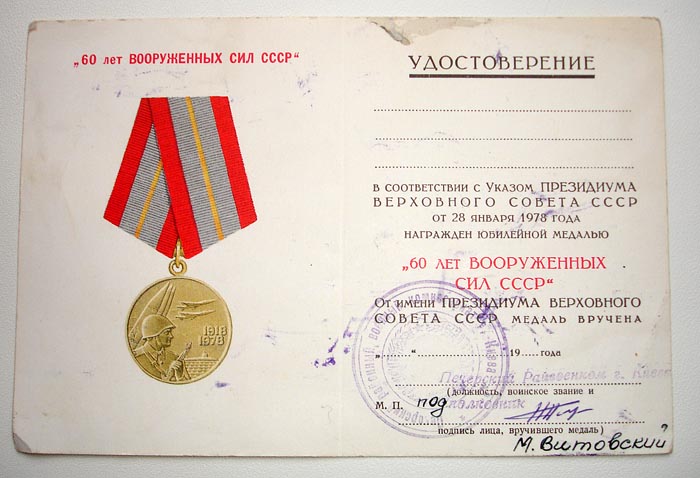 „60 лет ВООРУЖЕННЫХ СИЛ СССР“
1918
1978
УДОСТОВЕРЕНИЕ
В СООТВЕТСТВИИ С УКАЗОМ ПРЕЗИДИУМА
ВЕРХОВНОГО СОВЕТА СССР
ОТ 28 ЯНВАРЯ 1978 ГОДА
НАГРАЖДЕН ЮБИЛЕЙНОЙ МЕДАЛЬЮ
„60 ЛЕТ ВООРУЖЕННЫХ
СИЛ СССР“
ОТ ИМЕНИ ПРЕЗИДИУМА ВЕРХОВНОГО
СОВЕТА СССР МЕДАЛЬ ВРУЧЕНА
„......“ 19.....года
Печерский Райвоенком г. Киева
(должность, воинское звание и
М. П. под полковник
подпись лица, вручившего медаль)
М. Витовский